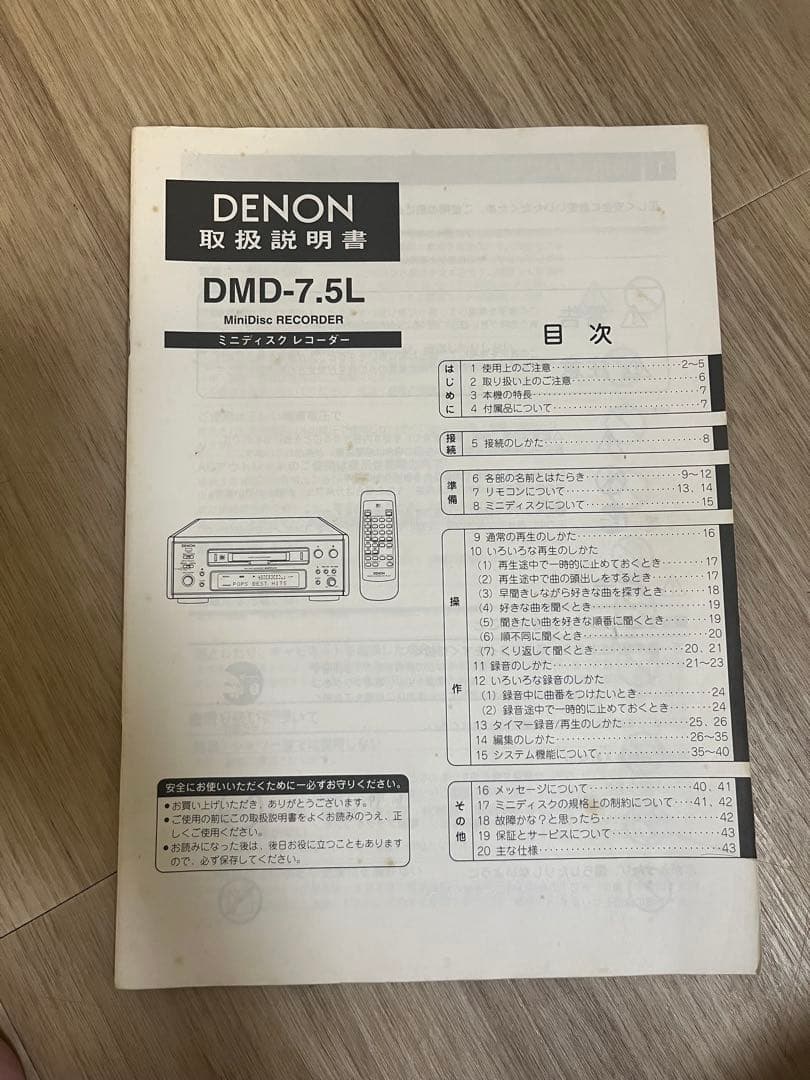 DENON
取扱説明書
DMD-7.5L
MiniDisc RECORDER
ミニディスクレコーダー
目次
はじめに
1 使用上のご注意……2〜5
2 取り扱い上のご注意……6
3 本機の特長……7
4 付属品について……7
接続
5 接続のしかた……8
準備
6 各部の名前とはたらき……9〜12
7 リモコンについて……13, 14
8 ミニディスクについて……15
操作
9 通常の再生のしかた……16
10 いろいろな再生のしかた
(1) 再生途中で一時的に止めておくとき……17
(2) 再生途中で曲の頭出しをするとき……17
(3) 早聞きしながら好きな曲を探すとき……18
(4) 好きな曲を聞くとき……19
(5) 聞きたい曲を好きな順番に聞くとき……19
(6) 順不同に聞くとき……20
(7) くり返して聞くとき……20, 21
11 録音のしかた……21〜23
12 いろいろな録音のしかた
(1) 録音中に曲番をつけたいとき……24
(2) 録音途中で一時的に止めておくとき……24
13 タイマー録音/再生のしかた……25, 26
14 編集のしかた……26〜35
15 システム機能について……35〜40
その他
16 メッセージについて……40, 41
17 ミニディスクの規格上の制約について……41, 42
18 故障かな?と思ったら……42
19 保証とサービスについて……43
20 主な仕様……43
POPS BEST HITS
DENON
安全にお使いいただくために―必ずお守りください。
●お買い上げいただき、ありがとうございます。
●ご使用の前にこの取扱説明書をよくお読みのうえ、正
しくご使用ください。
●お読みになった後は、後日お役に立つこともあります
ので、必ず保存してください。